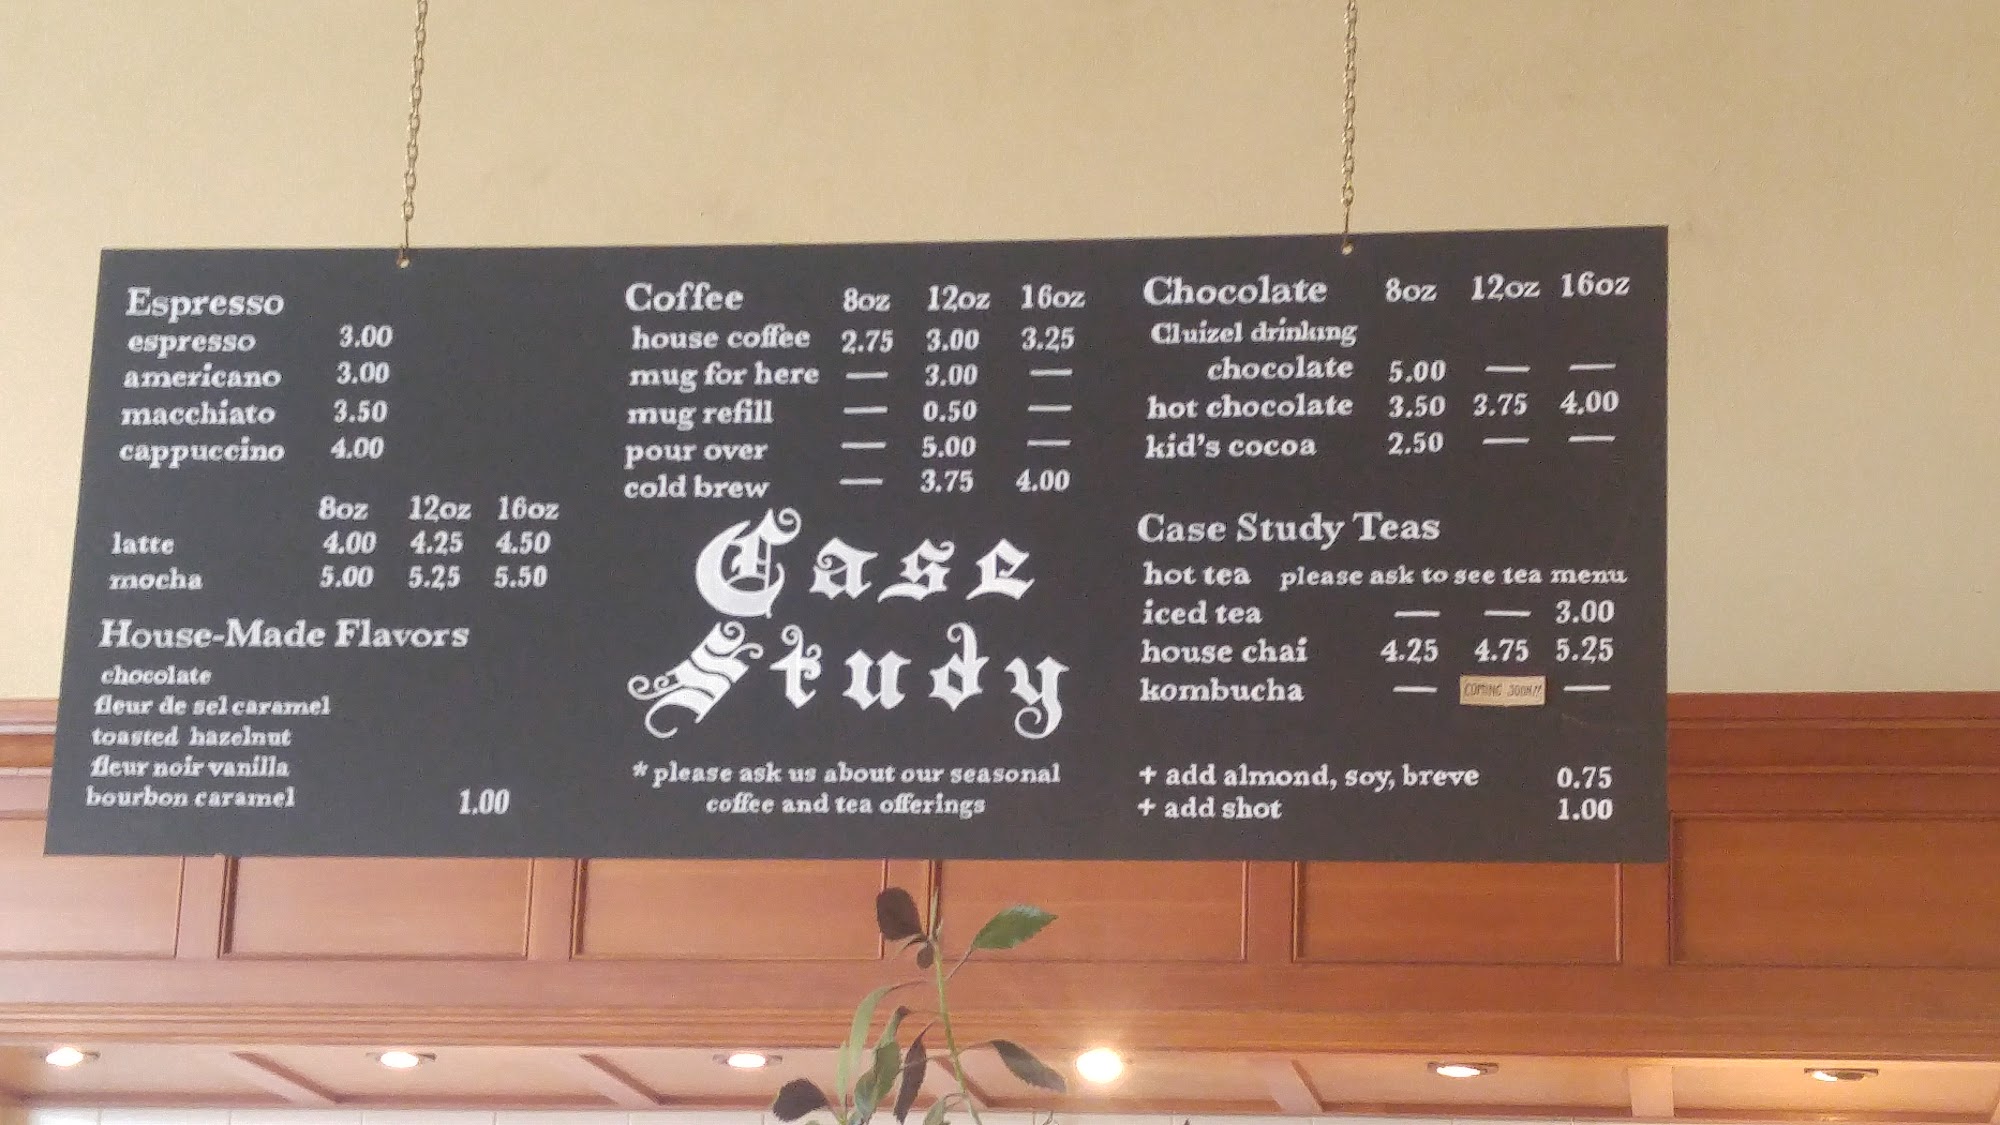 Espresso
espresso 3.00
americano 3.00
macchiato 3.50
cappuccino 4.00
8oz 12oz 16oz
latte 4.00 4.25 4.50
mocha 5.00 5.25 5.50
House-Made Flavors
chocolate
fleur de sel caramel
toasted hazelnut
fleur noir vanilla
bourbon caramel 1.00
Coffee 8oz 12oz 16oz
house coffee 2.75 3.00 3.25
mug for here — 3.00 —
mug refill — 0.50 —
pour over — 5.00 —
cold brew — 3.75 4.00
Case
Study
* please ask us about our seasonal
coffee and tea offerings
Chocolate 8oz 12oz 16oz
Cluizel drinking
chocolate 5.00 — —
hot chocolate 3.50 3.75 4.00
kid's cocoa 2.50 — —
Case Study Teas
hot tea please ask to see tea menu
iced tea — — 3.00
house chai 4.25 4.75 5.25
kombucha — COMING SOON!! —
+ add almond, soy, breve 0.75
+ add shot 1.00